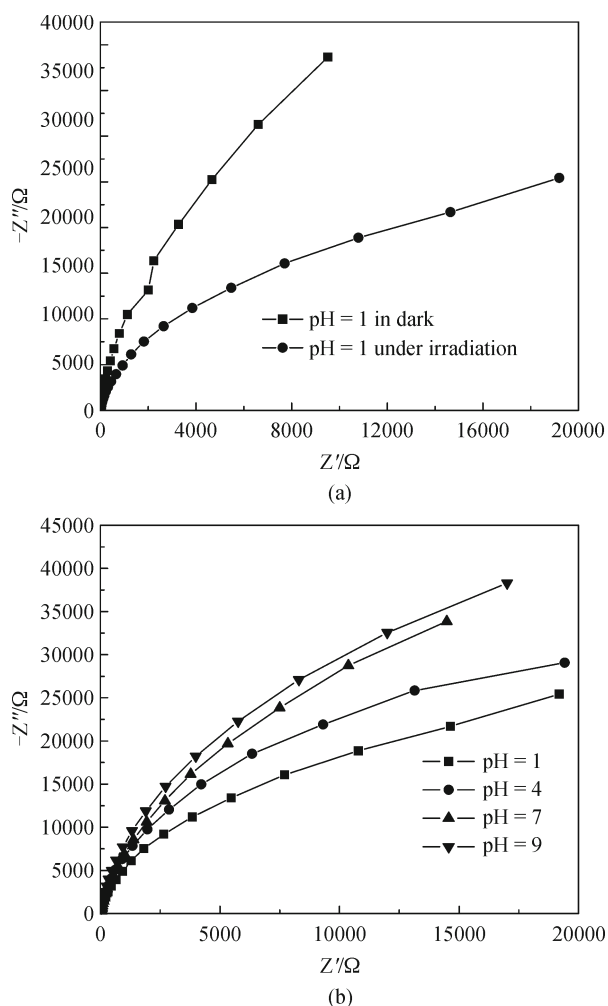 40000
35000
30000
25000
20000
15000
10000
5000
0
−Z″/Ω
pH = 1 in dark
pH = 1 under irradiation
0 4000 8000 12000 16000 20000
Z′/Ω
(a)
45000
40000
35000
30000
25000
20000
15000
10000
5000
0
−Z″/Ω
pH = 1
pH = 4
pH = 7
pH = 9
0 5000 10000 15000 20000
Z′/Ω
(b)